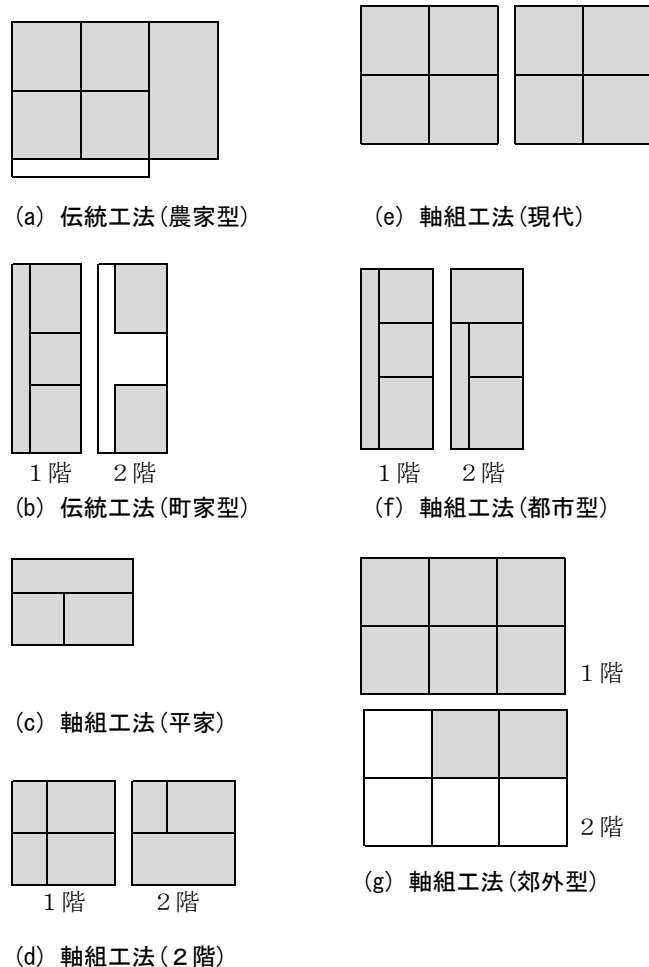 (a) 伝統工法(農家型)
１階 ２階
(b) 伝統工法(町家型)
(c) 軸組工法(平家)
１階 ２階
(d) 軸組工法(２階)
(e) 軸組工法(現代)
１階 ２階
(f) 軸組工法(都市型)
１階
２階
(g) 軸組工法(郊外型)